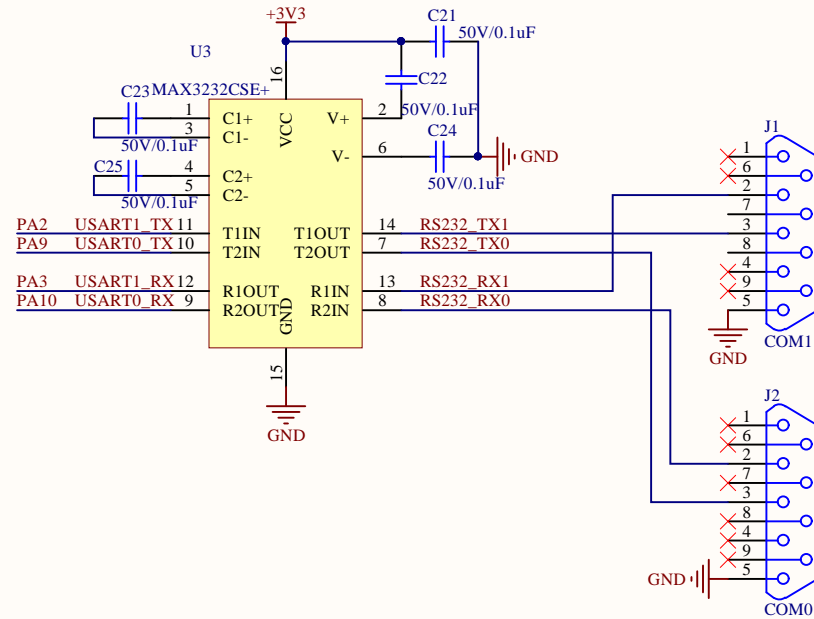 +3V3
C21
50V/0.1uF
U3
C22
50V/0.1uF
C23
MAX3232CSE+
16
1
C1+
VCC
V+
2
3
C1-
50V/0.1uF
C24
V-
6
GND
50V/0.1uF
C25
4
C2+
5
C2-
50V/0.1uF
PA2 USART1_TX 11 T1IN T1OUT 14 RS232_TX1
PA9 USART0_TX 10 T2IN T2OUT 7 RS232_TX0
PA3 USART1_RX 12 R1OUT R1IN 13 RS232_RX1
PA10 USART0_RX 9 R2OUT R2IN 8 RS232_RX0
GND
15
GND
J1
1
6
2
7
3
8
4
9
5
COM1
GND
J2
1
6
2
7
3
8
4
9
5
GND
COM0